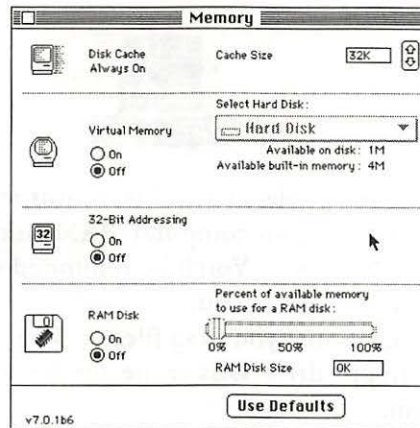 Memory
Disk Cache
Always On
Cache Size
32K
Select Hard Disk:
Virtual Memory
On
Off
Hard Disk
Available on disk: 1M
Available built-in memory: 4M
32-Bit Addressing
32
On
Off
RAM Disk
On
Off
Percent of available memory
to use for a RAM disk:
0% 50% 100%
RAM Disk Size 0K
Use Defaults
v7.0.1b6